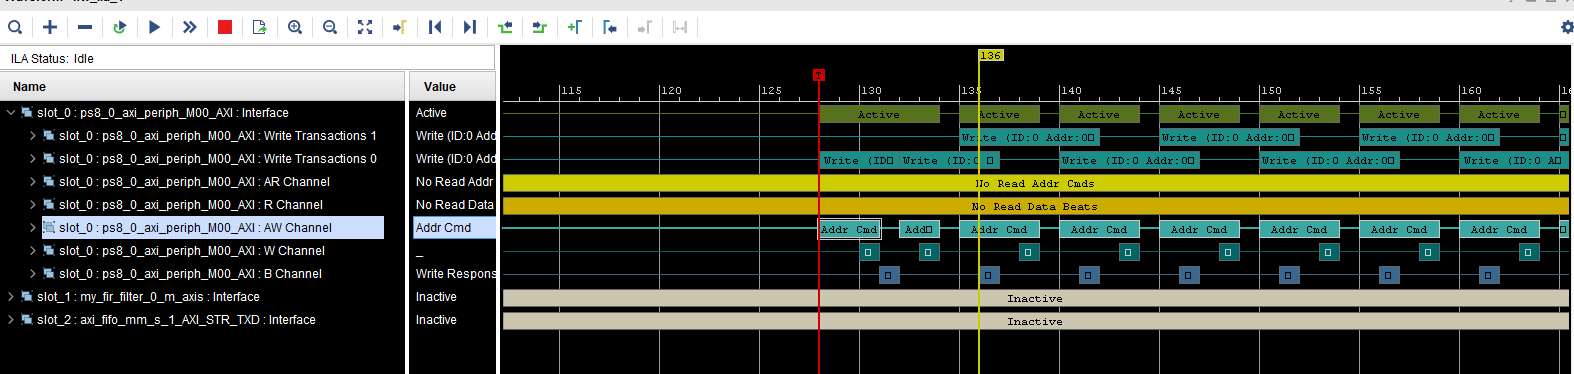 ILA Status: Idle
136
T
Name Value
115 120 125 130 135 140 145 150 155 160
slot_0 : ps8_0_axi_periph_M00_AXI : Interface Active Active Active Active Active Active Active Active
slot_0 : ps8_0_axi_periph_M00_AXI : Write Transactions 1 Write (ID:0 Add Write (ID:0 Addr:0 Write (ID:0 Addr:0 Write (ID:0 Addr:0
slot_0 : ps8_0_axi_periph_M00_AXI : Write Transactions 0 Write (ID:0 Add Write (ID Write (ID:0 Write (ID:0 Addr:0 Write (ID:0 Addr:0 Write (ID:0 A
slot_0 : ps8_0_axi_periph_M00_AXI : AR Channel No Read Addr No Read Addr Cmds
slot_0 : ps8_0_axi_periph_M00_AXI : R Channel No Read Data No Read Data Beats
slot_0 : ps8_0_axi_periph_M00_AXI : AW Channel Addr Cmd Addr Cmd Add Addr Cmd Addr Cmd Addr Cmd Addr Cmd Addr Cmd Addr Cmd
slot_0 : ps8_0_axi_periph_M00_AXI : W Channel _
slot_0 : ps8_0_axi_periph_M00_AXI : B Channel Write Respons
slot_1 : my_fir_filter_0_m_axis : Interface Inactive Inactive
slot_2 : axi_fifo_mm_s_1_AXI_STR_TXD : Interface Inactive Inactive